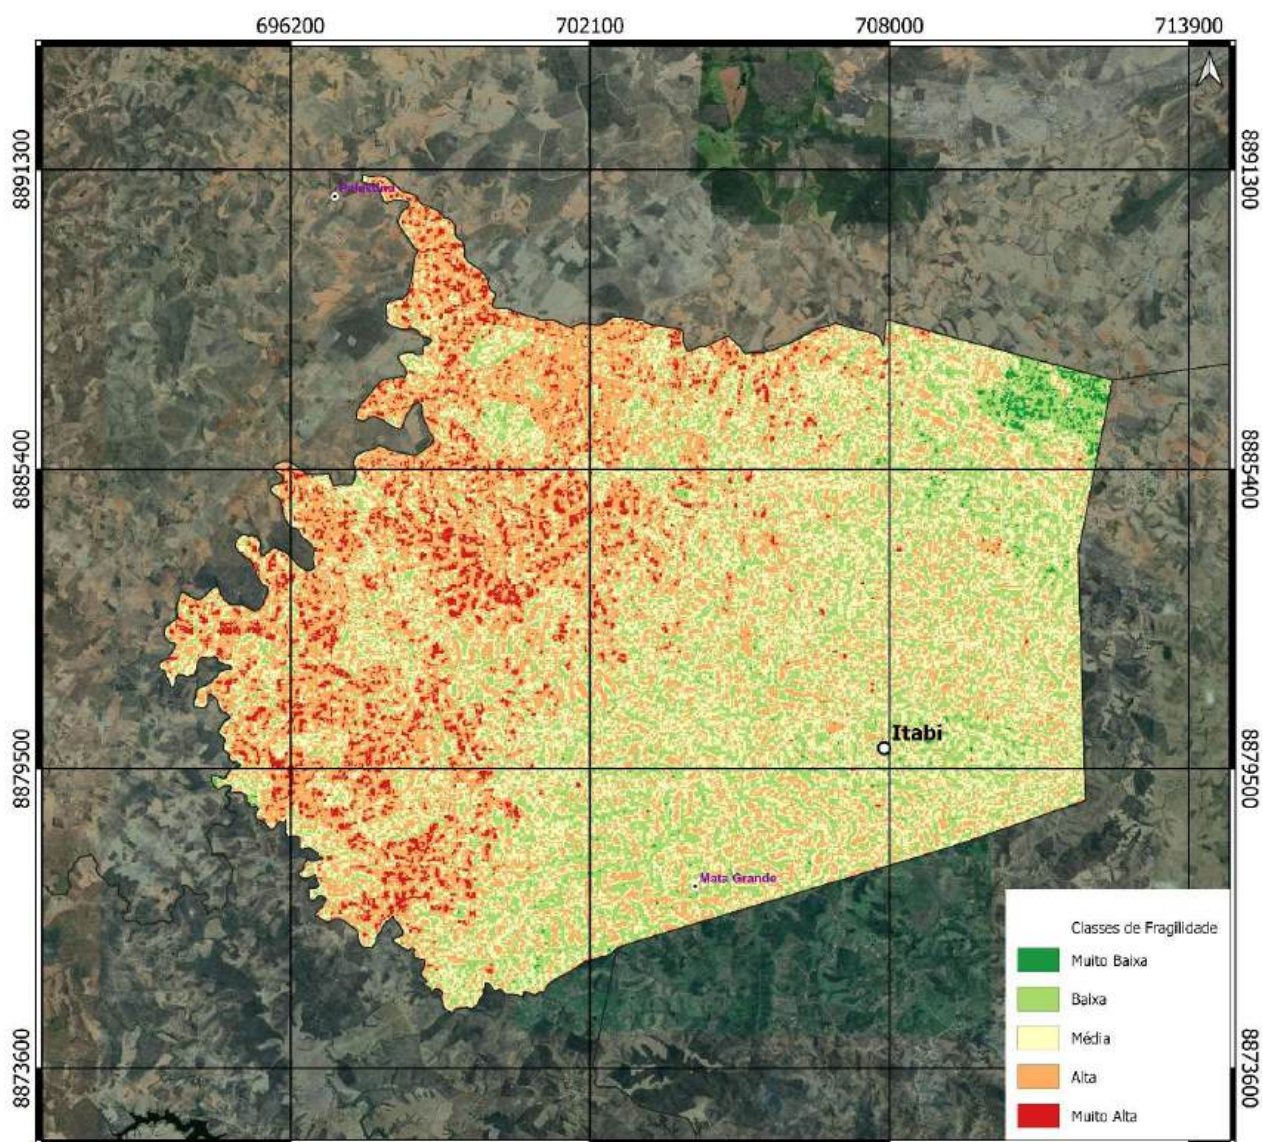 696200 702100 708000 713900
8891300 8891300
Palestina
8885400 8885400
Itabi
8879500 8879500
Mata Grande
Classes de Fragilidade
Muito Baixa
Baixa
Média
8873600 8873600
Alta
Muito Alta